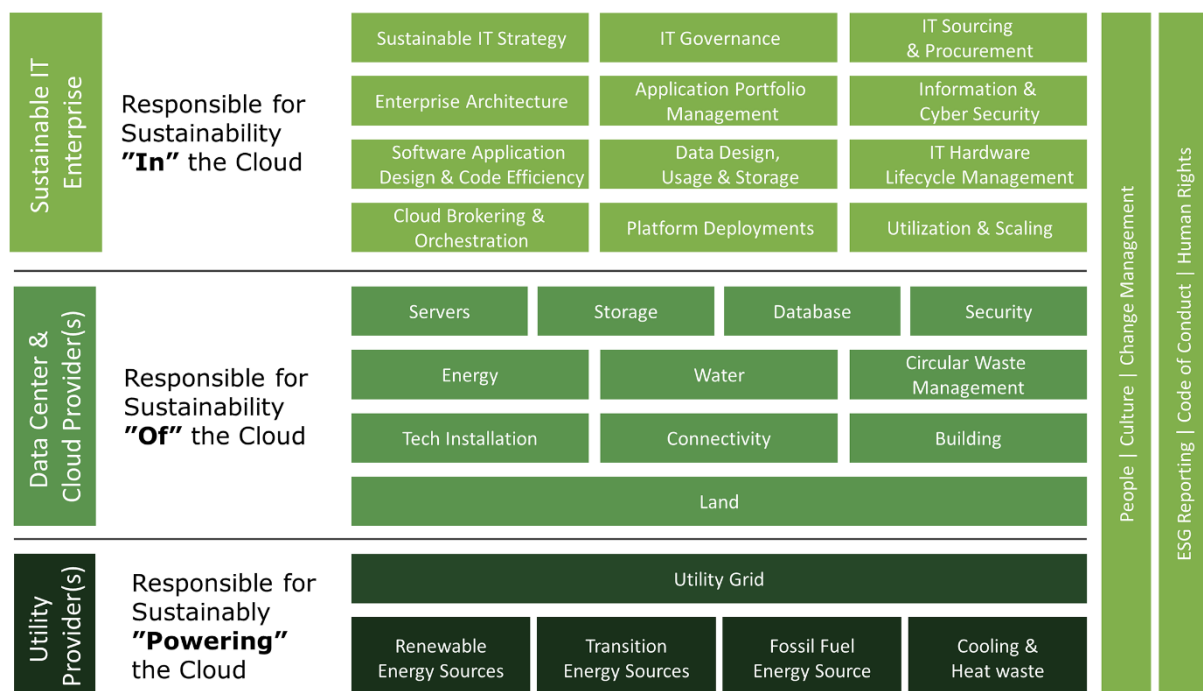 Sustainable IT
Enterprise
Responsible for
Sustainability
”In” the Cloud
Sustainable IT Strategy
IT Governance
IT Sourcing
& Procurement
Enterprise Architecture
Application Portfolio
Management
Information &
Cyber Security
Software Application
Design & Code Efficiency
Data Design,
Usage & Storage
IT Hardware
Lifecycle Management
Cloud Brokering &
Orchestration
Platform Deployments
Utilization & Scaling
Data Center &
Cloud Provider(s)
Responsible for
Sustainability
”Of” the Cloud
Servers
Storage
Database
Security
Energy
Water
Circular Waste
Management
Tech Installation
Connectivity
Building
Land
Utility
Provider(s)
Responsible for
Sustainably
”Powering”
the Cloud
Utility Grid
Renewable
Energy Sources
Transition
Energy Sources
Fossil Fuel
Energy Source
Cooling &
Heat waste
People | Culture | Change Management
ESG Reporting | Code of Conduct | Human Rights